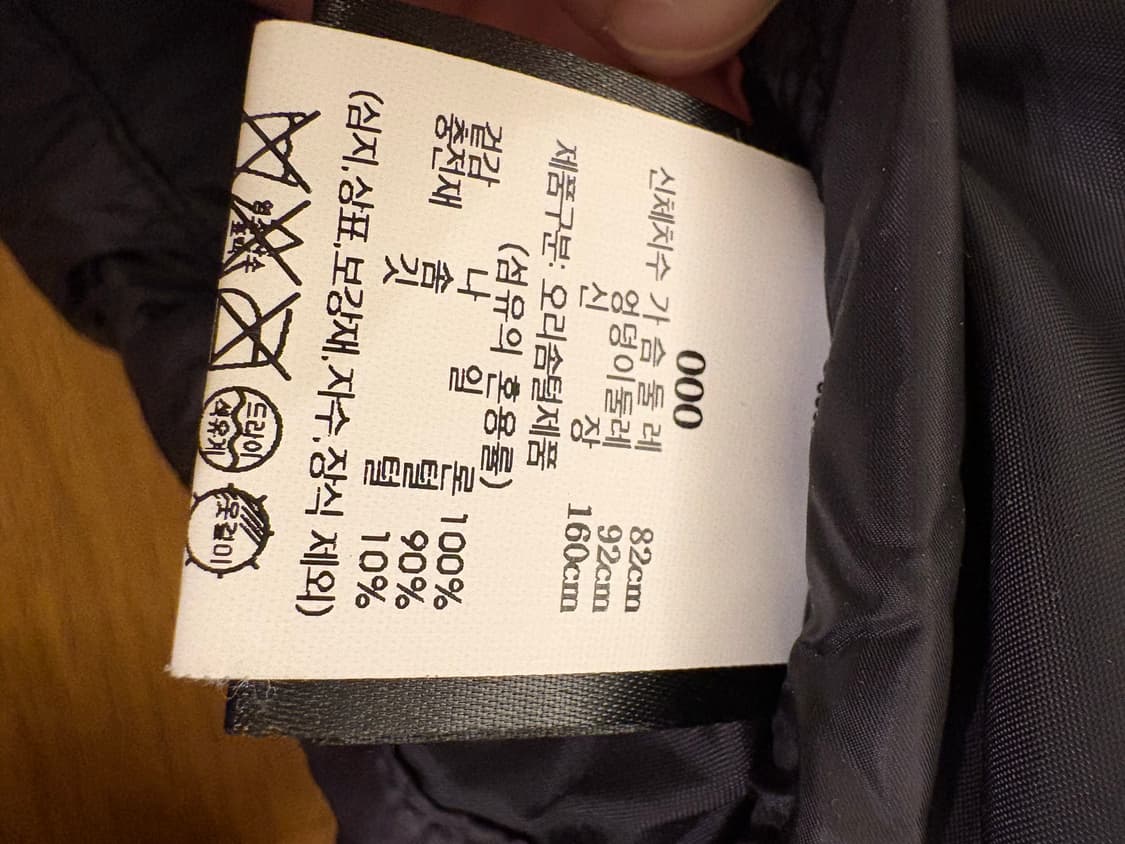 000
신체치수 가슴둘레 82cm
엉덩이둘레 92cm
신 장 160cm
제품구분: 오리솜털제품
(섬유의 혼용률)
겉감 나 일 론 100%
충전재 솜 털 90%
깃 털 10%
(심지,상표,보강재,자수,장식 제외)
드라이
석유계
옷걸이